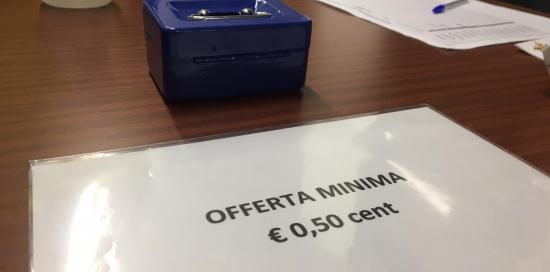 OFFERTA MINIMA
€ 0,50 cent